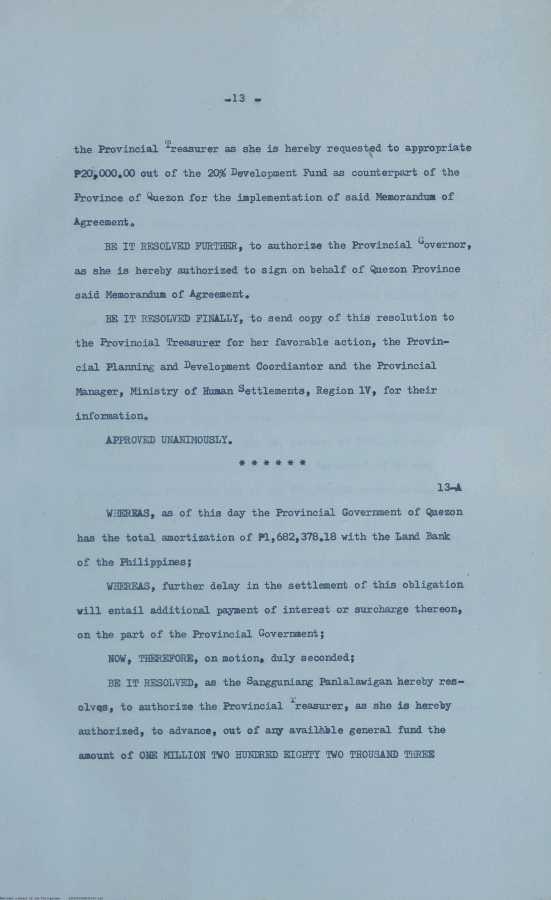 -13 -
the Provincial Treasurer as she is hereby requested to appropriate
₱20,000.00 out of the 20% Development Fund as counterpart of the
Province of Quezon for the implementation of said Memorandum of
Agreement.
BE IT RESOLVED FURTHER, to authorize the Provincial Governor,
as she is hereby authorized to sign on behalf of Quezon Province
said Memorandum of Agreement.
BE IT RESOLVED FINALLY, to send copy of this resolution to
the Provincial Treasurer for her favorable action, the Provin-
cial Planning and Development Coordiantor and the Provincial
Manager, Ministry of Human Settlements, Region 1V, for their
information.
APPROVED UNANIMOUSLY.
* * * * * *
13-A
WHEREAS, as of this day the Provincial Government of Quezon
has the total amortization of ₱1,682,378.18 with the Land Bank
of the Philippines;
WHEREAS, further delay in the settlement of this obligation
will entail additional payment of interest or surcharge thereon,
on the part of the Provincial Government;
NOW, THEREFORE, on motion, duly seconded;
BE IT RESOLVED, as the Sangguniang Panlalawigan hereby res-
olves, to authorize the Provincial Treasurer, as she is hereby
authorized, to advance, out of any available general fund the
amount of ONE MILLION TWO HUNDRED EIGHTY TWO THOUSAND THREE